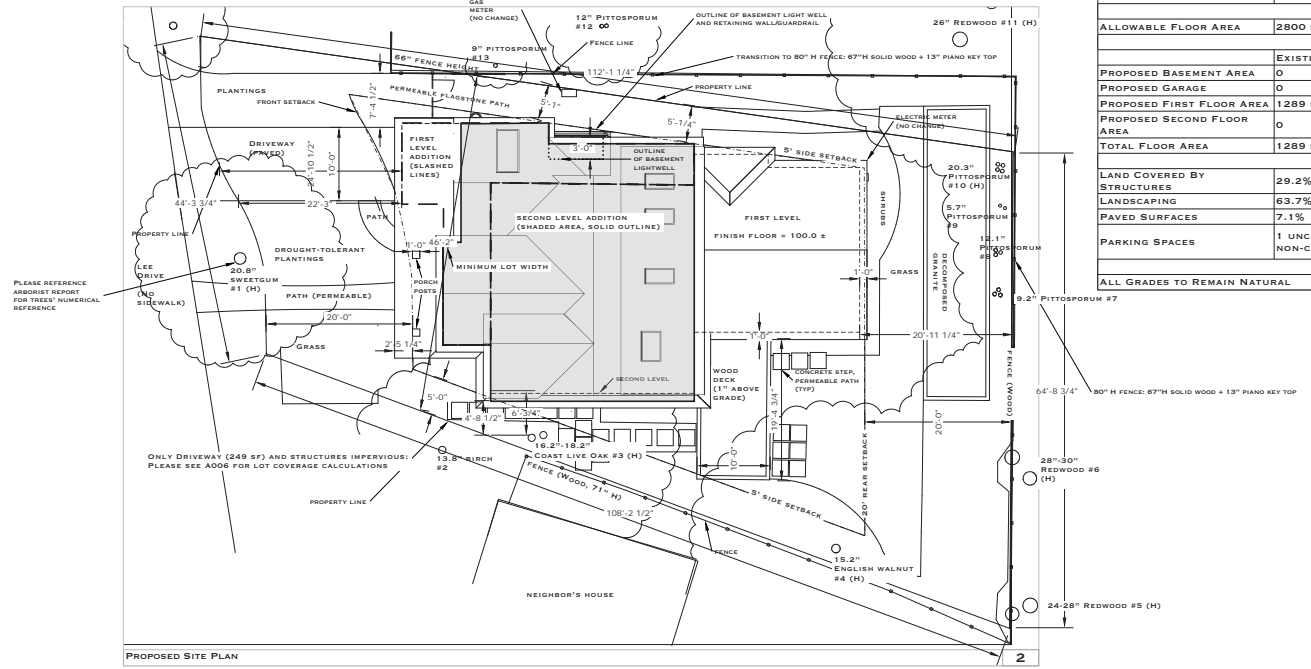 GAS
METER
(NO CHANGE)
12" PITTOSPORUM
#12
OUTLINE OF BASEMENT LIGHT WELL
AND RETAINING WALL/GUARDRAIL
26" REDWOOD #11 (H)
FENCE LINE
9" PITTOSPORUM
#13
66" FENCE HEIGHT
112'-1 1/4"
TRANSITION TO 80" H FENCE: 67"H SOLID WOOD + 13" PIANO KEY TOP
PROPERTY LINE
PLANTINGS
FRONT SETBACK
PERMEABLE FLAGSTONE PATH
7'-4 1/2"
5'-1"
5'-1/4"
ELECTRIC METER
(NO CHANGE)
DRIVEWAY
(PAVED)
24'-10 1/2"
10'-0"
FIRST
LEVEL
ADDITION
(SLASHED
LINES)
3'-0"
OUTLINE
OF BASEMENT
LIGHTWELL
5' SIDE SETBACK
20.3"
PITTOSPORUM
#10 (H)
44'-3 3/4"
22'-3"
PATH
SECOND LEVEL ADDITION
(SHADED AREA, SOLID OUTLINE)
FIRST LEVEL
FINISH FLOOR = 100.0 ±
SHRUBS
5.7"
PITTOSPORUM
#9
PROPERTY LINE
1'-0"
46'-2"
12.1"
PITTOSPORUM
#8
DROUGHT-TOLERANT
PLANTINGS
LEE
DRIVE
(NO
SIDEWALK)
20.8"
SWEETGUM
#1 (H)
MINIMUM LOT WIDTH
PORCH
POSTS
PATH (PERMEABLE)
1'-0"
GRASS
DECOMPOSED
GRANITE
PLEASE REFERENCE
ARBORIST REPORT
FOR TREES' NUMERICAL
REFERENCE
9.2" PITTOSPORUM #7
20'-0"
2'-5 1/4"
GRASS
1'-0"
20'-11 1/4"
WOOD
DECK
(1" ABOVE
GRADE)
CONCRETE STEP,
PERMEABLE PATH
(TYP)
SECOND LEVEL
FENCE (WOOD)
64'-8 3/4"
80" H FENCE: 67"H SOLID WOOD + 13" PIANO KEY TOP
5'-0"
4'-8 1/2"
6'-3/4"
19'-4 3/4"
20'-0"
16.2"-18.2"
COAST LIVE OAK #3 (H)
ONLY DRIVEWAY (249 SF) AND STRUCTURES IMPERVIOUS:
PLEASE SEE A006 FOR LOT COVERAGE CALCULATIONS
13.8" BIRCH
#2
FENCE (WOOD, 71" H)
10'-0"
20' REAR SETBACK
28"-30"
REDWOOD #6
(H)
PROPERTY LINE
108'-2 1/2"
5' SIDE SETBACK
FENCE
15.2"
ENGLISH WALNUT
#4 (H)
NEIGHBOR'S HOUSE
24-28" REDWOOD #5 (H)
PROPOSED SITE PLAN
2
ALLOWABLE FLOOR AREA 2800
PROPOSED BASEMENT AREA 0
PROPOSED GARAGE 0
PROPOSED FIRST FLOOR AREA 1289
PROPOSED SECOND FLOOR
AREA 0
TOTAL FLOOR AREA 1289
LAND COVERED BY
STRUCTURES 29.2%
LANDSCAPING 63.7%
PAVED SURFACES 7.1%
PARKING SPACES 1
ALL GRADES TO REMAIN NATURAL